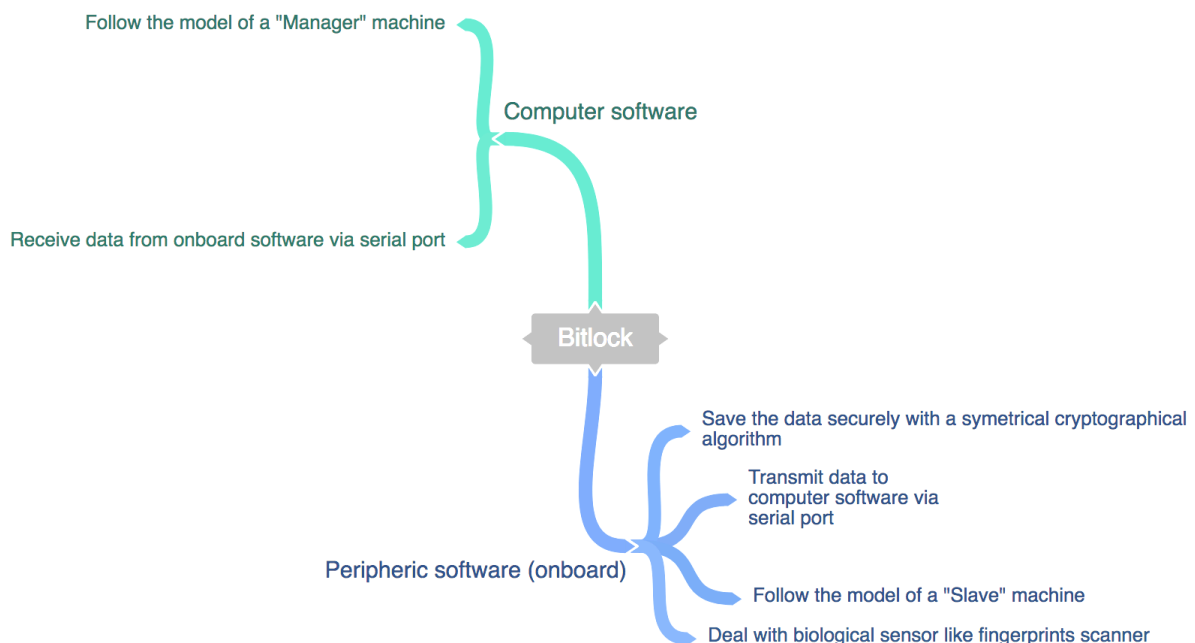 Follow the model of a "Manager" machine
Computer software
Receive data from onboard software via serial port
Bitlock
Save the data securely with a symetrical cryptographical
algorithm
Transmit data to
computer software via
serial port
Peripheric software (onboard)
Follow the model of a "Slave" machine
Deal with biological sensor like fingerprints scanner